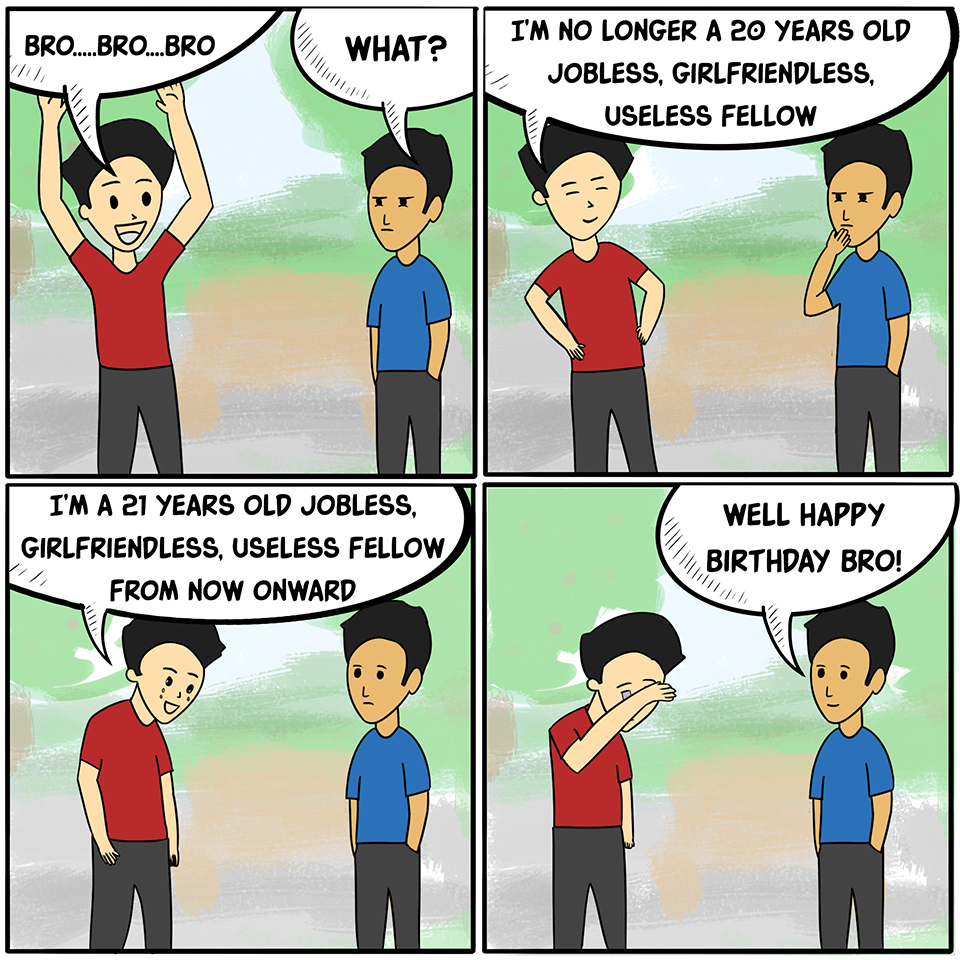 BRO.....BRO....BRO
WHAT?
I'M NO LONGER A 20 YEARS OLD
JOBLESS, GIRLFRIENDLESS,
USELESS FELLOW
I'M A 21 YEARS OLD JOBLESS,
GIRLFRIENDLESS, USELESS FELLOW
FROM NOW ONWARD
WELL HAPPY
BIRTHDAY BRO!